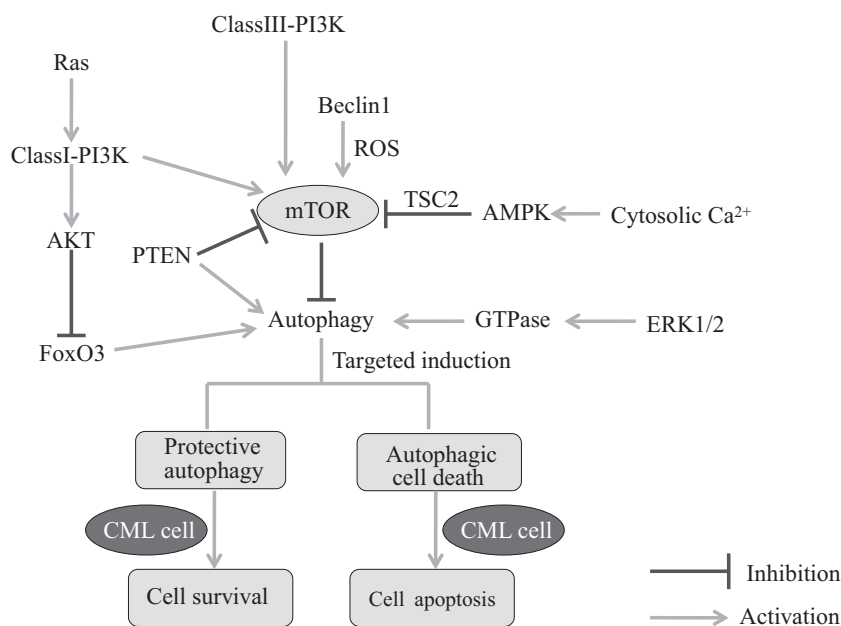 ClassIII-PI3K
Ras
Beclin1
ROS
ClassI-PI3K
mTOR
TSC2
AMPK
Cytosolic Ca²⁺
AKT
PTEN
Autophagy
GTPase
ERK1/2
FoxO3
Targeted induction
Protective
autophagy
Autophagic
cell death
CML cell
CML cell
Cell survival
Cell apoptosis
Inhibition
Activation